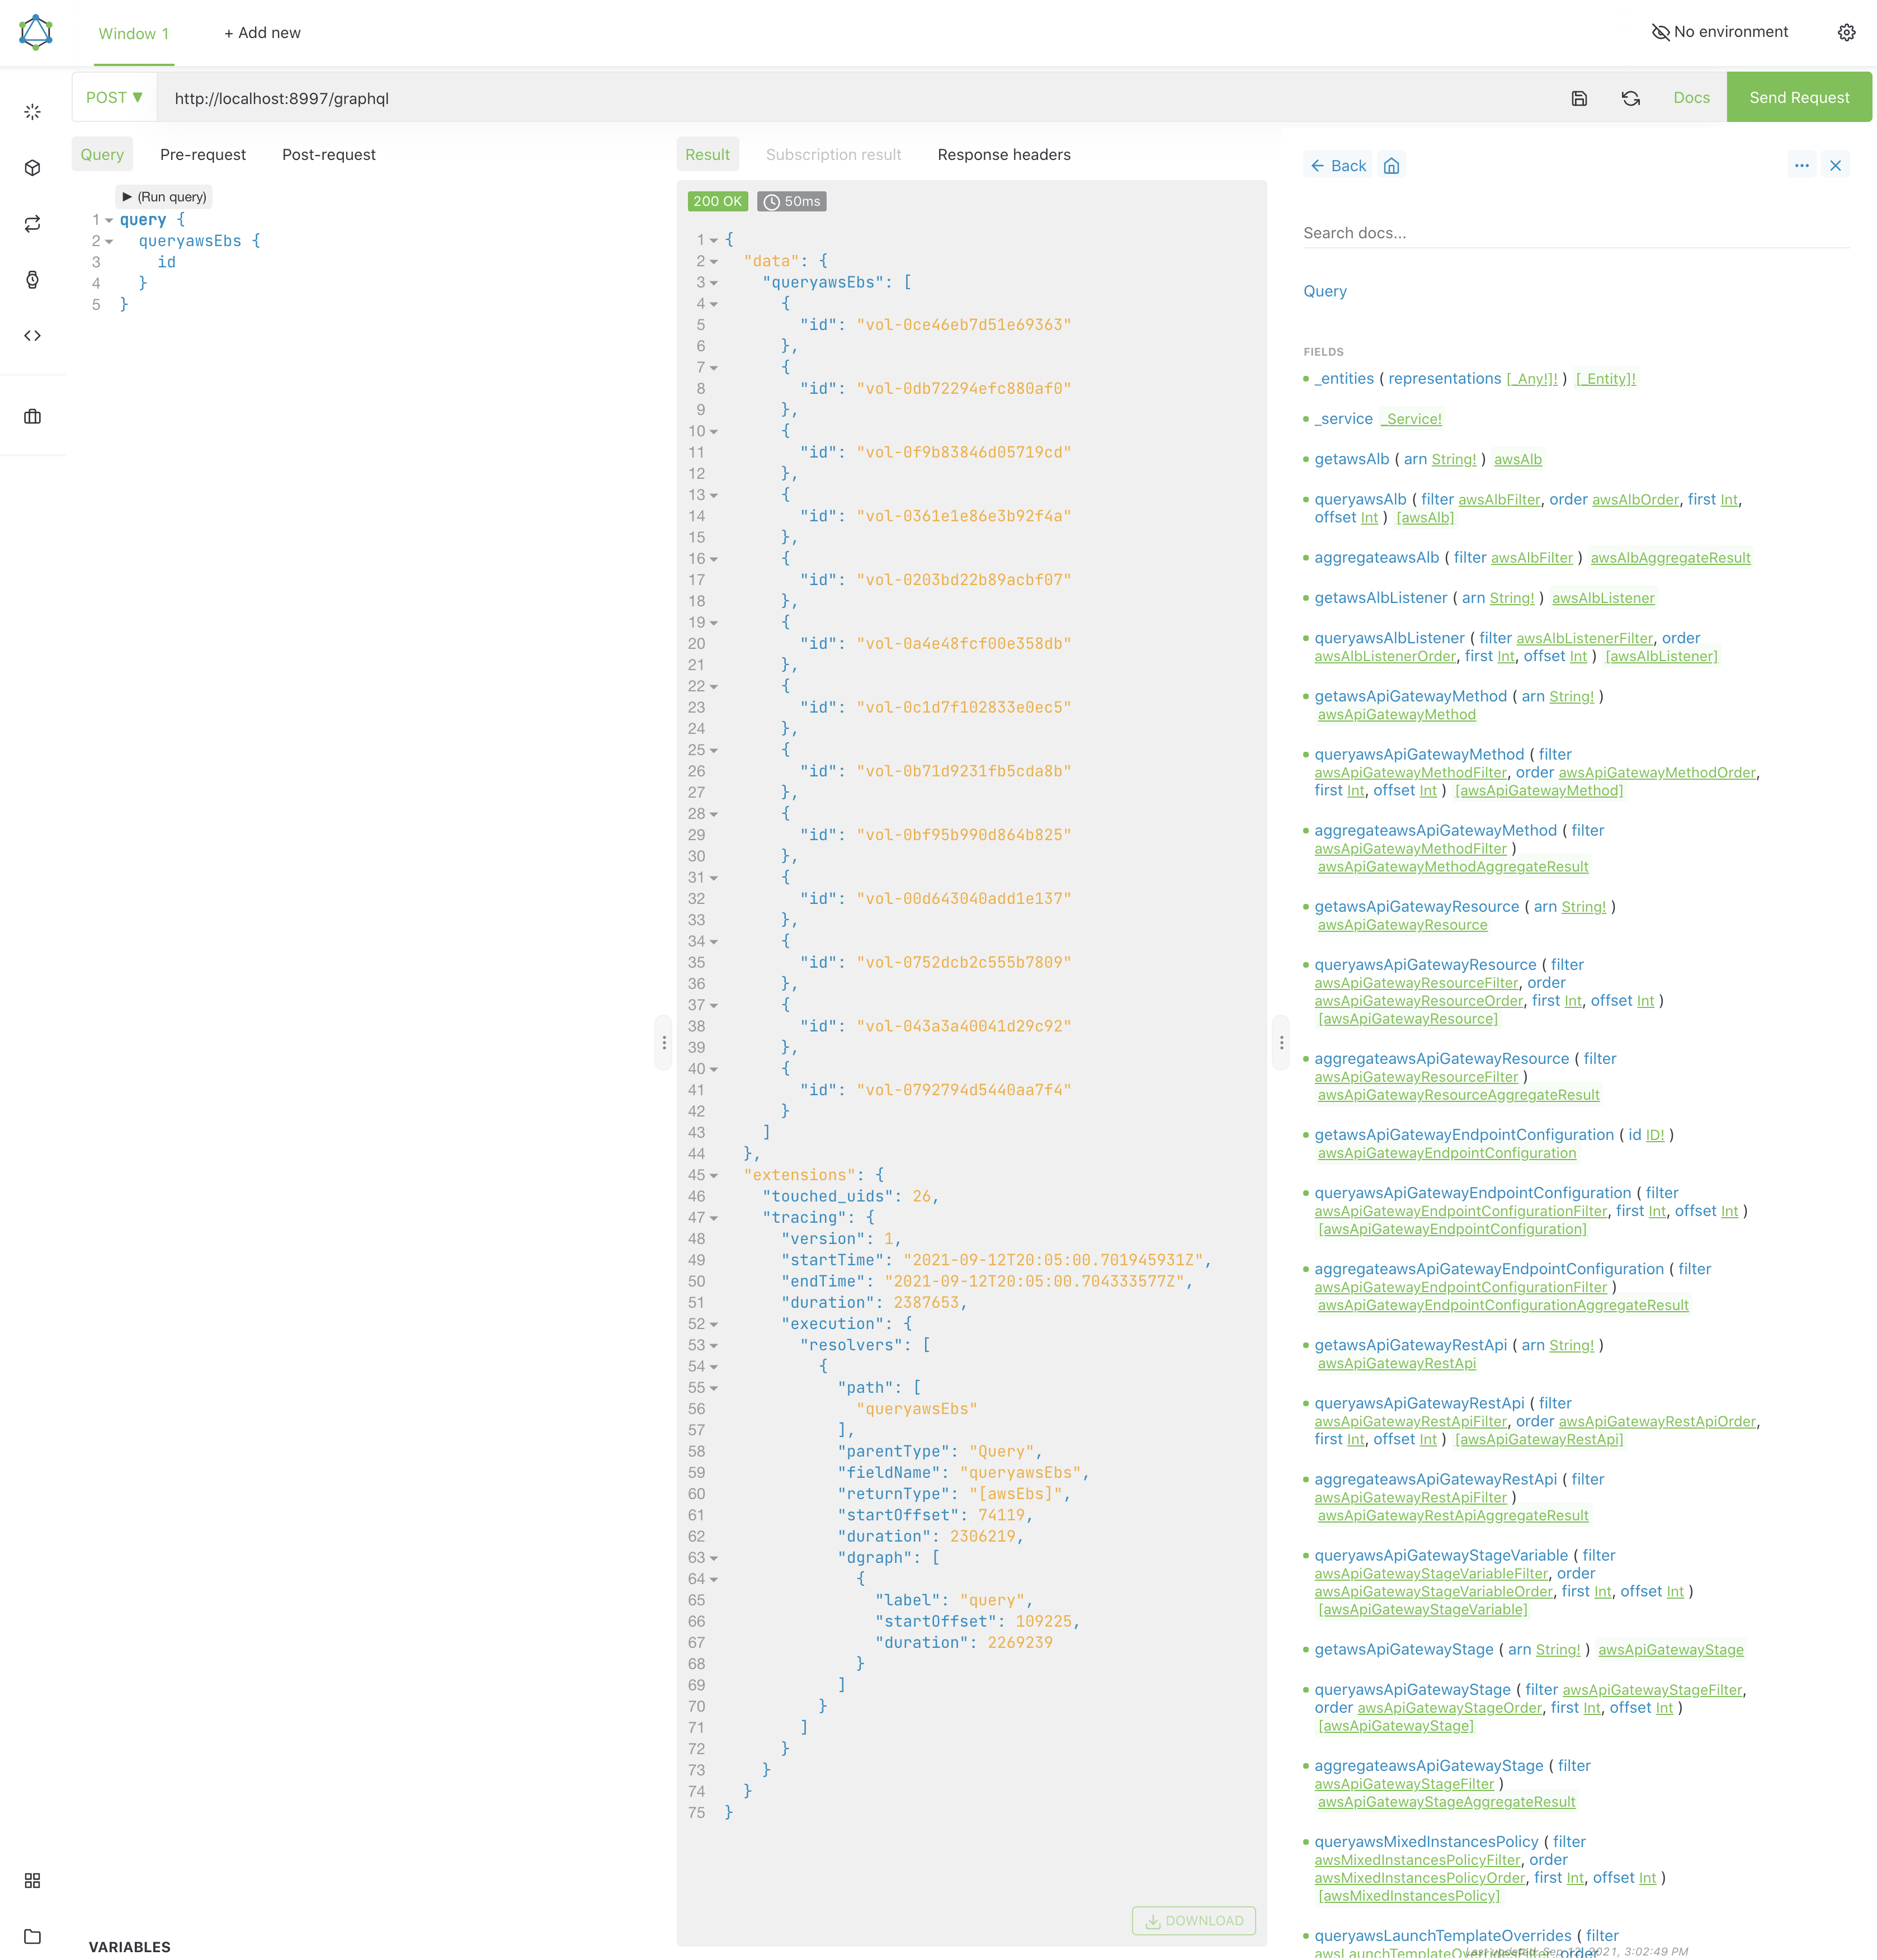 Window 1
+ Add new
No environment
POST ▼
http://localhost:8997/graphql
Docs
Send Request
Query
Pre-request
Post-request
▶ (Run query)
1 query {
2 queryawsEbs {
3 id
4 }
5 }
VARIABLES
Result
Subscription result
Response headers
200 OK
50ms
1 {
2 "data": {
3 "queryawsEbs": [
4 {
5 "id": "vol-0ce46eb7d51e69363"
6 },
7 {
8 "id": "vol-0db72294efc880af0"
9 },
10 {
11 "id": "vol-0f9b83846d05719cd"
12 },
13 {
14 "id": "vol-0361e1e86e3b92f4a"
15 },
16 {
17 "id": "vol-0203bd22b89acbf07"
18 },
19 {
20 "id": "vol-0a4e48fcf00e358db"
21 },
22 {
23 "id": "vol-0c1d7f102833e0ec5"
24 },
25 {
26 "id": "vol-0b71d9231fb5cda8b"
27 },
28 {
29 "id": "vol-0bf95b990d864b825"
30 },
31 {
32 "id": "vol-00d643040add1e137"
33 },
34 {
35 "id": "vol-0752dcb2c555b7809"
36 },
37 {
38 "id": "vol-043a3a40041d29c92"
39 },
40 {
41 "id": "vol-0792794d5440aa7f4"
42 }
43 ]
44 },
45 "extensions": {
46 "touched_uids": 26,
47 "tracing": {
48 "version": 1,
49 "startTime": "2021-09-12T20:05:00.701945931Z",
50 "endTime": "2021-09-12T20:05:00.704333577Z",
51 "duration": 2387653,
52 "execution": {
53 "resolvers": [
54 {
55 "path": [
56 "queryawsEbs"
57 ],
58 "parentType": "Query",
59 "fieldName": "queryawsEbs",
60 "returnType": "[awsEbs]",
61 "startOffset": 74119,
62 "duration": 2306219,
63 "dgraph": [
64 {
65 "label": "query",
66 "startOffset": 109225,
67 "duration": 2269239
68 }
69 ]
70 }
71 ]
72 }
73 }
74 }
75 }
DOWNLOAD
Back
Search docs...
Query
FIELDS
_entities ( representations [_Any!]! ) [_Entity]!
_service _Service!
getawsAlb ( arn String! ) awsAlb
queryawsAlb ( filter awsAlbFilter, order awsAlbOrder, first Int,
offset Int ) [awsAlb]
aggregateawsAlb ( filter awsAlbFilter ) awsAlbAggregateResult
getawsAlbListener ( arn String! ) awsAlbListener
queryawsAlbListener ( filter awsAlbListenerFilter, order
awsAlbListenerOrder, first Int, offset Int ) [awsAlbListener]
getawsApiGatewayMethod ( arn String! )
awsApiGatewayMethod
queryawsApiGatewayMethod ( filter
awsApiGatewayMethodFilter, order awsApiGatewayMethodOrder,
first Int, offset Int ) [awsApiGatewayMethod]
aggregateawsApiGatewayMethod ( filter
awsApiGatewayMethodFilter )
awsApiGatewayMethodAggregateResult
getawsApiGatewayResource ( arn String! )
awsApiGatewayResource
queryawsApiGatewayResource ( filter
awsApiGatewayResourceFilter, order
awsApiGatewayResourceOrder, first Int, offset Int )
[awsApiGatewayResource]
aggregateawsApiGatewayResource ( filter
awsApiGatewayResourceFilter )
awsApiGatewayResourceAggregateResult
getawsApiGatewayEndpointConfiguration ( id ID! )
awsApiGatewayEndpointConfiguration
queryawsApiGatewayEndpointConfiguration ( filter
awsApiGatewayEndpointConfigurationFilter, first Int, offset Int )
[awsApiGatewayEndpointConfiguration]
aggregateawsApiGatewayEndpointConfiguration ( filter
awsApiGatewayEndpointConfigurationFilter )
awsApiGatewayEndpointConfigurationAggregateResult
getawsApiGatewayRestApi ( arn String! )
awsApiGatewayRestApi
queryawsApiGatewayRestApi ( filter
awsApiGatewayRestApiFilter, order awsApiGatewayRestApiOrder,
first Int, offset Int ) [awsApiGatewayRestApi]
aggregateawsApiGatewayRestApi ( filter
awsApiGatewayRestApiFilter )
awsApiGatewayRestApiAggregateResult
queryawsApiGatewayStageVariable ( filter
awsApiGatewayStageVariableFilter, order
awsApiGatewayStageVariableOrder, first Int, offset Int )
[awsApiGatewayStageVariable]
getawsApiGatewayStage ( arn String! ) awsApiGatewayStage
queryawsApiGatewayStage ( filter awsApiGatewayStageFilter,
order awsApiGatewayStageOrder, first Int, offset Int )
[awsApiGatewayStage]
aggregateawsApiGatewayStage ( filter
awsApiGatewayStageFilter )
awsApiGatewayStageAggregateResult
queryawsMixedInstancesPolicy ( filter
awsMixedInstancesPolicyFilter, order
awsMixedInstancesPolicyOrder, first Int, offset Int )
[awsMixedInstancesPolicy]
queryawsLaunchTemplateOverrides ( filter
awsLaunchTemplateOverridesFilter, order
Last updated: Sep 12, 2021, 3:02:49 PM